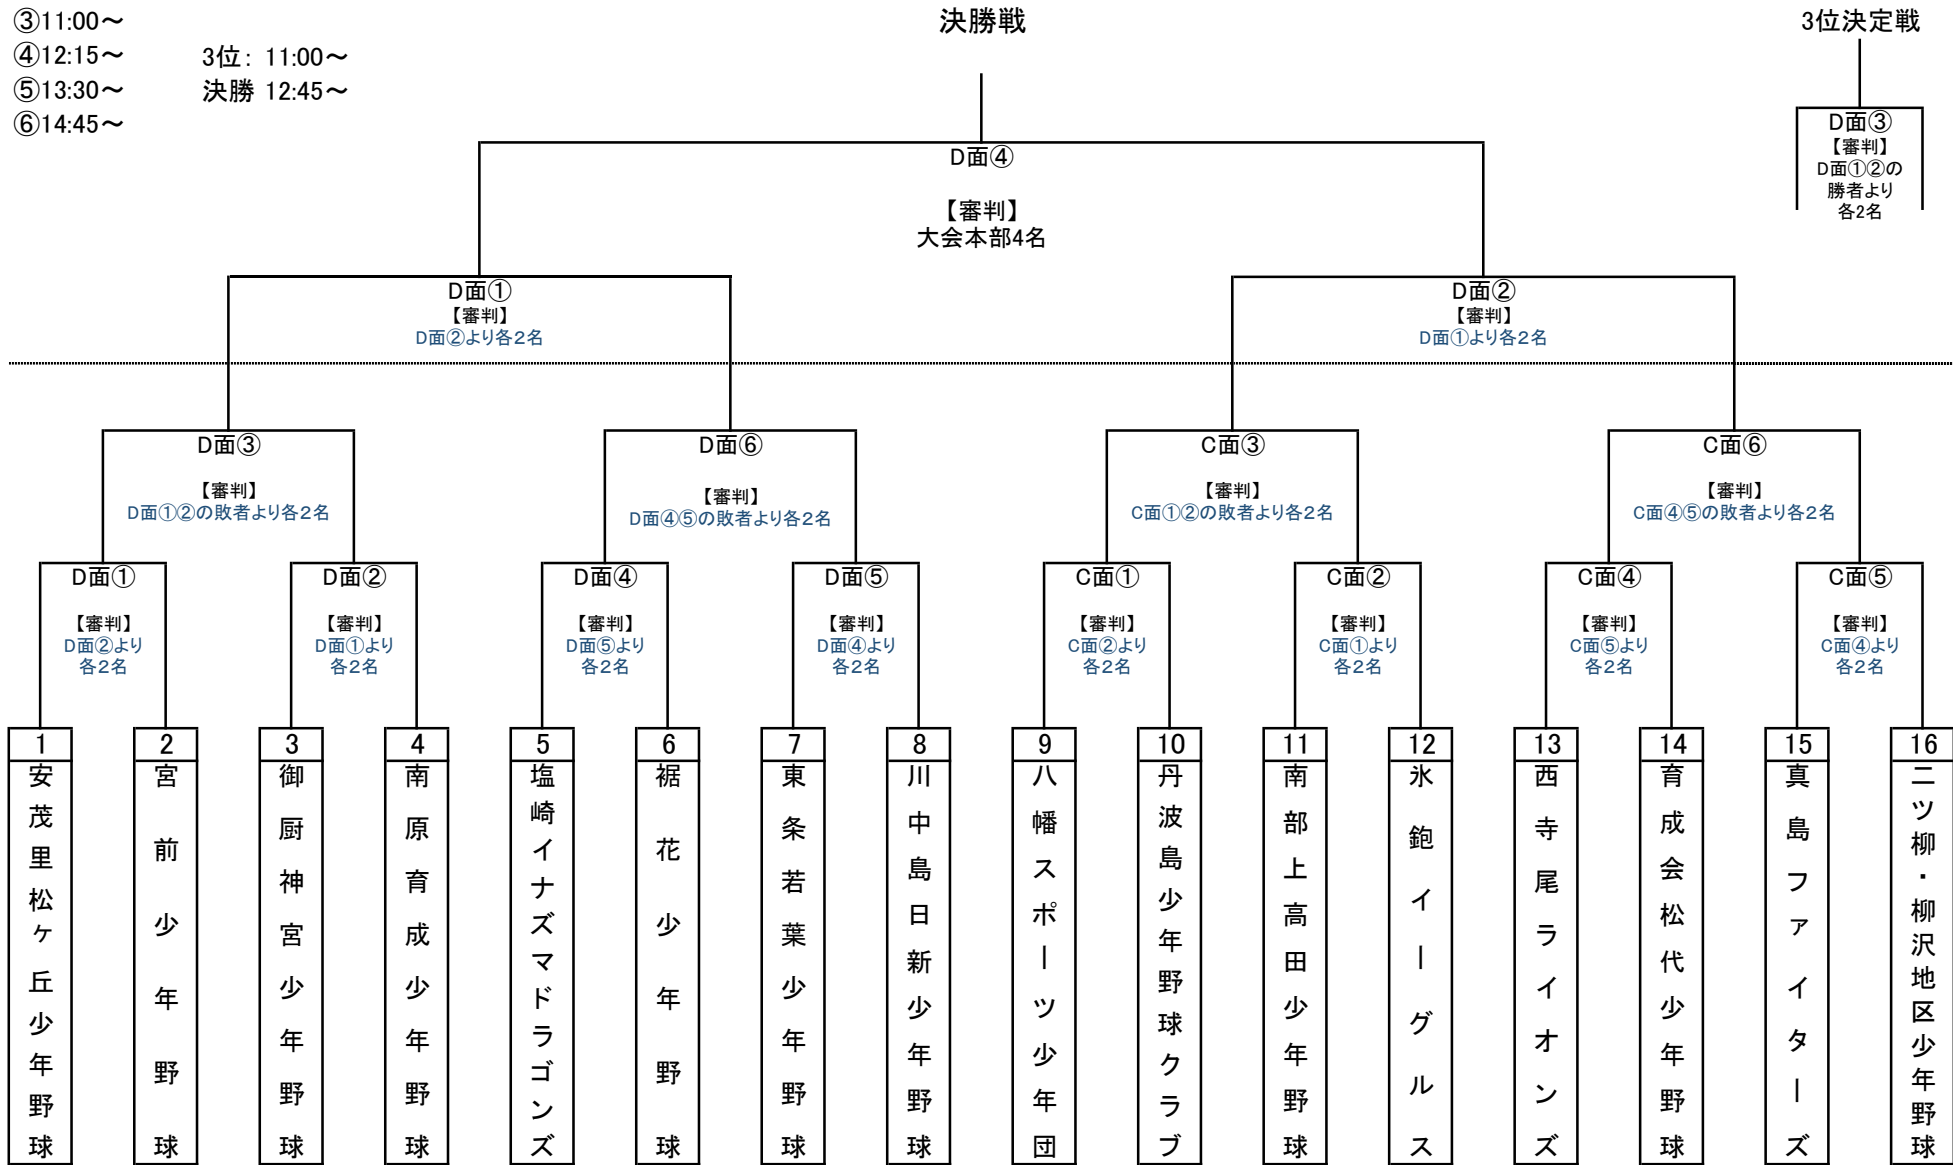 ③11:00～
④12:15～
⑤13:30～
⑥14:45～
3位： 11:00～
決勝 12:45～
決勝戦
3位決定戦
D面③
【審判】
D面①②の
勝者より
各2名
D面④
【審判】
大会本部4名
D面①
【審判】
D面②より各２名
D面②
【審判】
D面①より各２名
D面③
【審判】
D面①②の敗者より各２名
D面⑥
【審判】
D面④⑤の敗者より各２名
C面③
【審判】
C面①②の敗者より各２名
C面⑥
【審判】
C面④⑤の敗者より各２名
D面①
【審判】
D面②より
各２名
D面②
【審判】
D面①より
各２名
D面④
【審判】
D面⑤より
各２名
D面⑤
【審判】
D面④より
各２名
C面①
【審判】
C面②より
各２名
C面②
【審判】
C面①より
各２名
C面④
【審判】
C面⑤より
各２名
C面⑤
【審判】
C面④より
各２名
1
安茂里松ヶ丘少年野球
2
宮前少年野球
3
御厨神宮少年野球
4
南原育成少年野球
5
塩崎イナズマドラゴンズ
6
裾花少年野球
7
東条若葉少年野球
8
川中島日新少年野球
9
八幡スポーツ少年団
10
丹波島少年野球クラブ
11
南部上高田少年野球
12
氷鉋イーグルス
13
西寺尾ライオンズ
14
育成会松代少年野球
15
真島ファイターズ
16
二ツ柳・柳沢地区少年野球